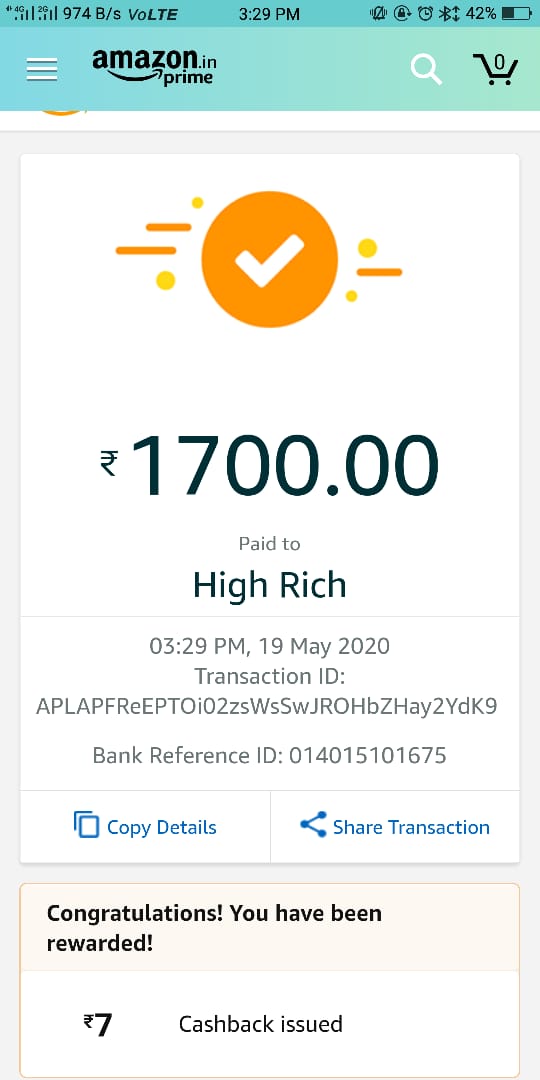 4G 2G 974 B/s VoLTE 3:29 PM 42%
amazon.in
prime
0
₹1700.00
Paid to
High Rich
03:29 PM, 19 May 2020
Transaction ID:
APLAPFReEPTOi02zsWsSwJROHbZHay2YdK9
Bank Reference ID: 014015101675
Copy Details
Share Transaction
Congratulations! You have been
rewarded!
₹7 Cashback issued